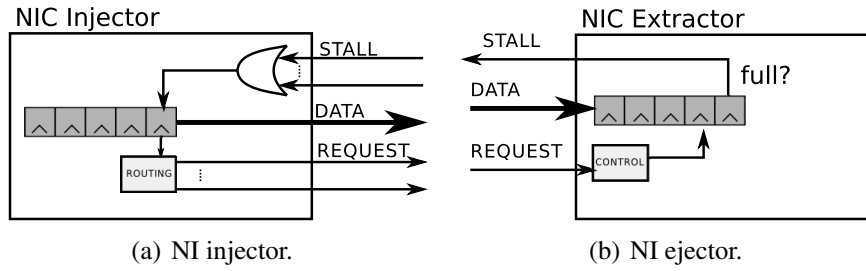 NIC Injector
STALL
DATA
REQUEST
ROUTING
(a) NI injector.
NIC Extractor
STALL
full?
DATA
REQUEST
CONTROL
(b) NI ejector.